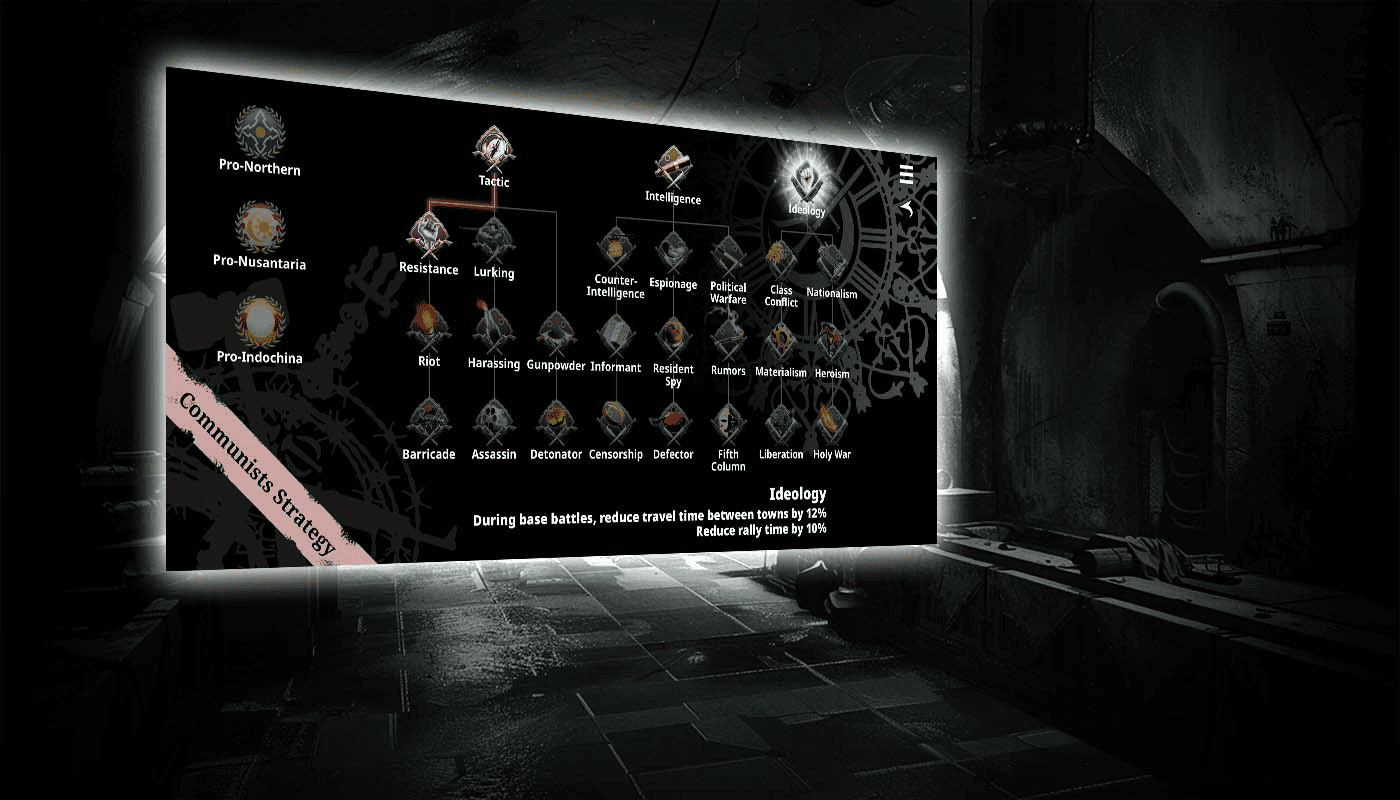 Pro-Northern
Pro-Nusantaria
Pro-Indochina
Communists Strategy
Tactic
Intelligence
Ideology
Resistance
Lurking
Counter-
Intelligence
Espionage
Political
Warfare
Class
Conflict
Nationalism
Riot
Harassing
Gunpowder
Informant
Resident
Spy
Rumors
Materialism
Heroism
Barricade
Assassin
Detonator
Censorship
Defector
Fifth
Column
Liberation
Holy War
Ideology
During base battles, reduce travel time between towns by 12%
Reduce rally time by 10%